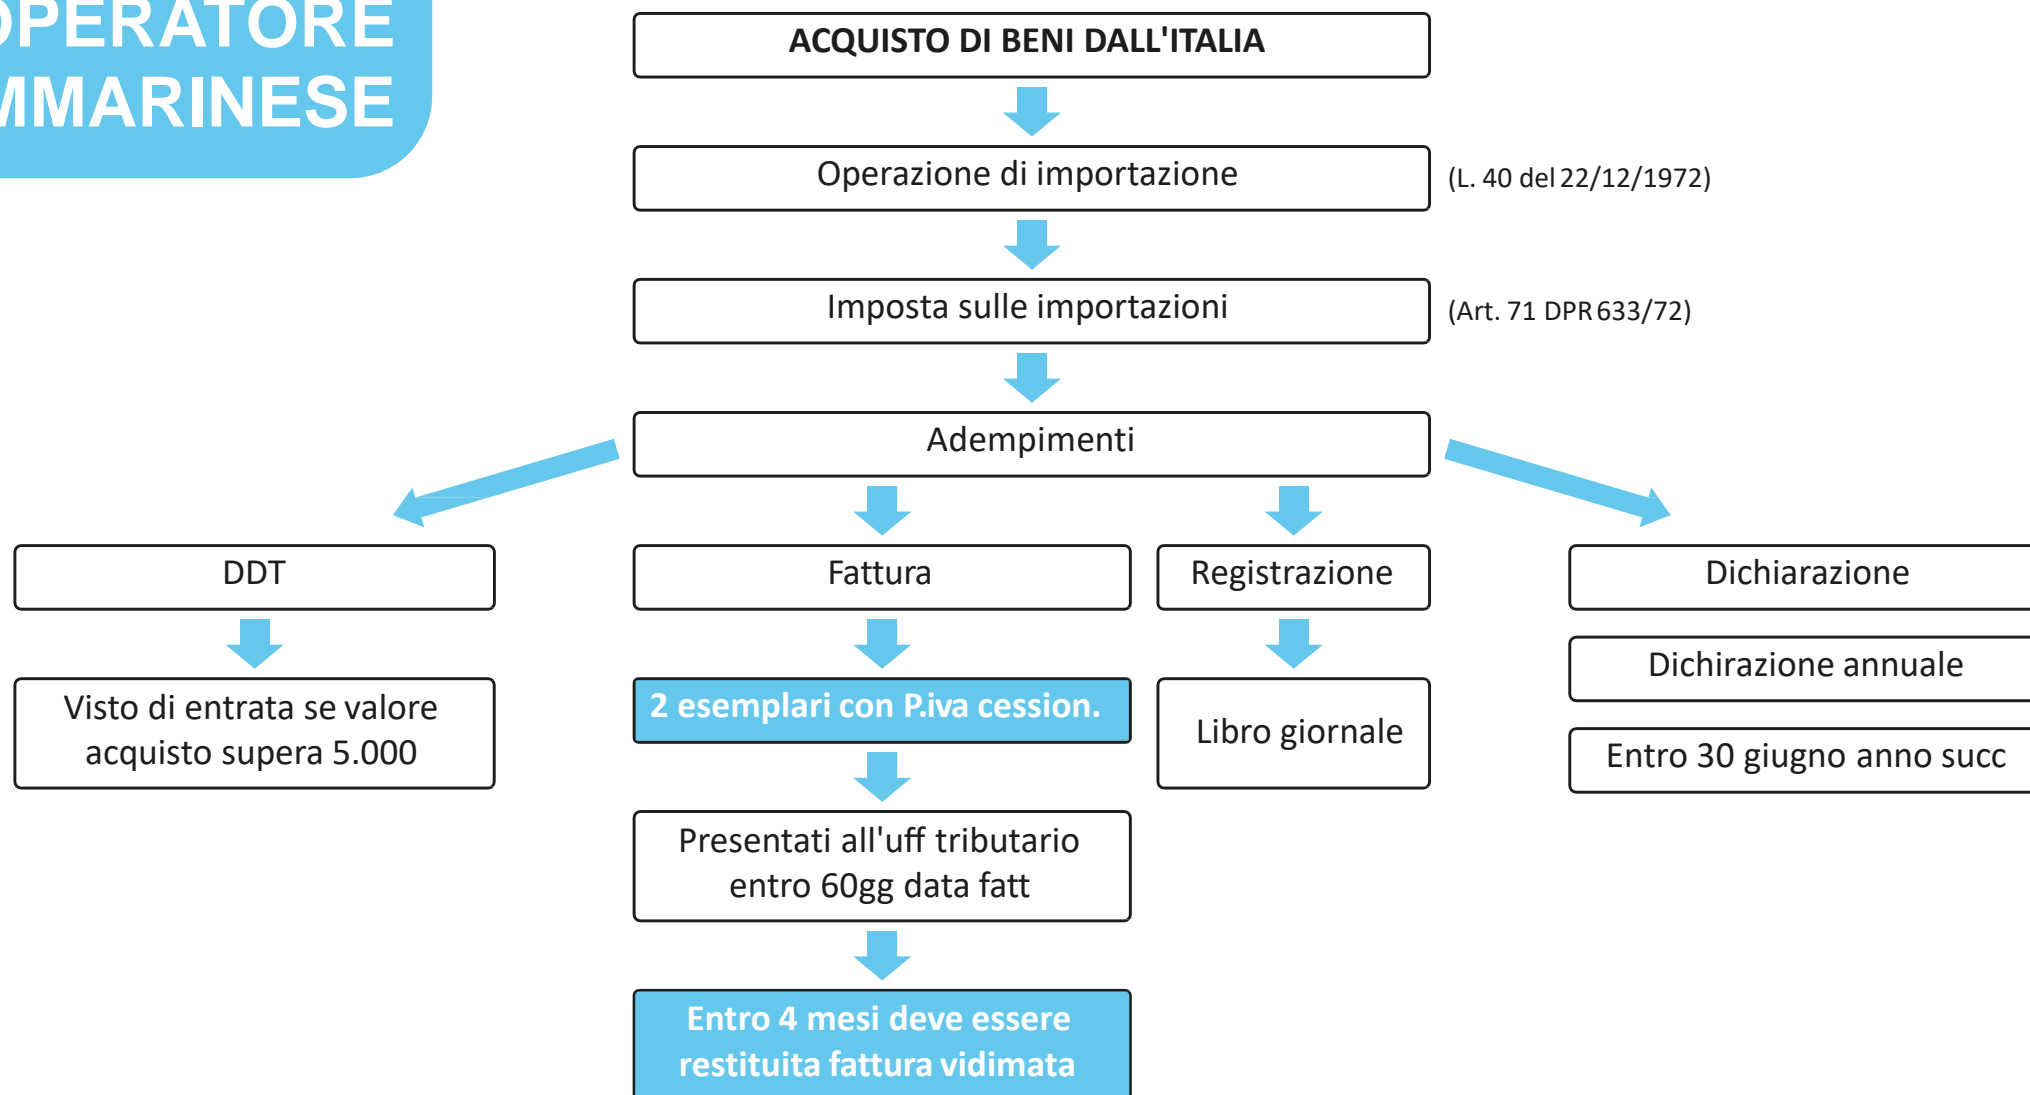 OPERATORE
MMARINESE
ACQUISTO DI BENI DALL'ITALIA
Operazione di importazione
(L. 40 del 22/12/1972)
Imposta sulle importazioni
(Art. 71 DPR 633/72)
Adempimenti
DDT
Fattura
Registrazione
Dichiarazione
Visto di entrata se valore
acquisto supera 5.000
2 esemplari con P.iva cession.
Libro giornale
Dichirazione annuale
Entro 30 giugno anno succ
Presentati all'uff tributario
entro 60gg data fatt
Entro 4 mesi deve essere
restituita fattura vidimata